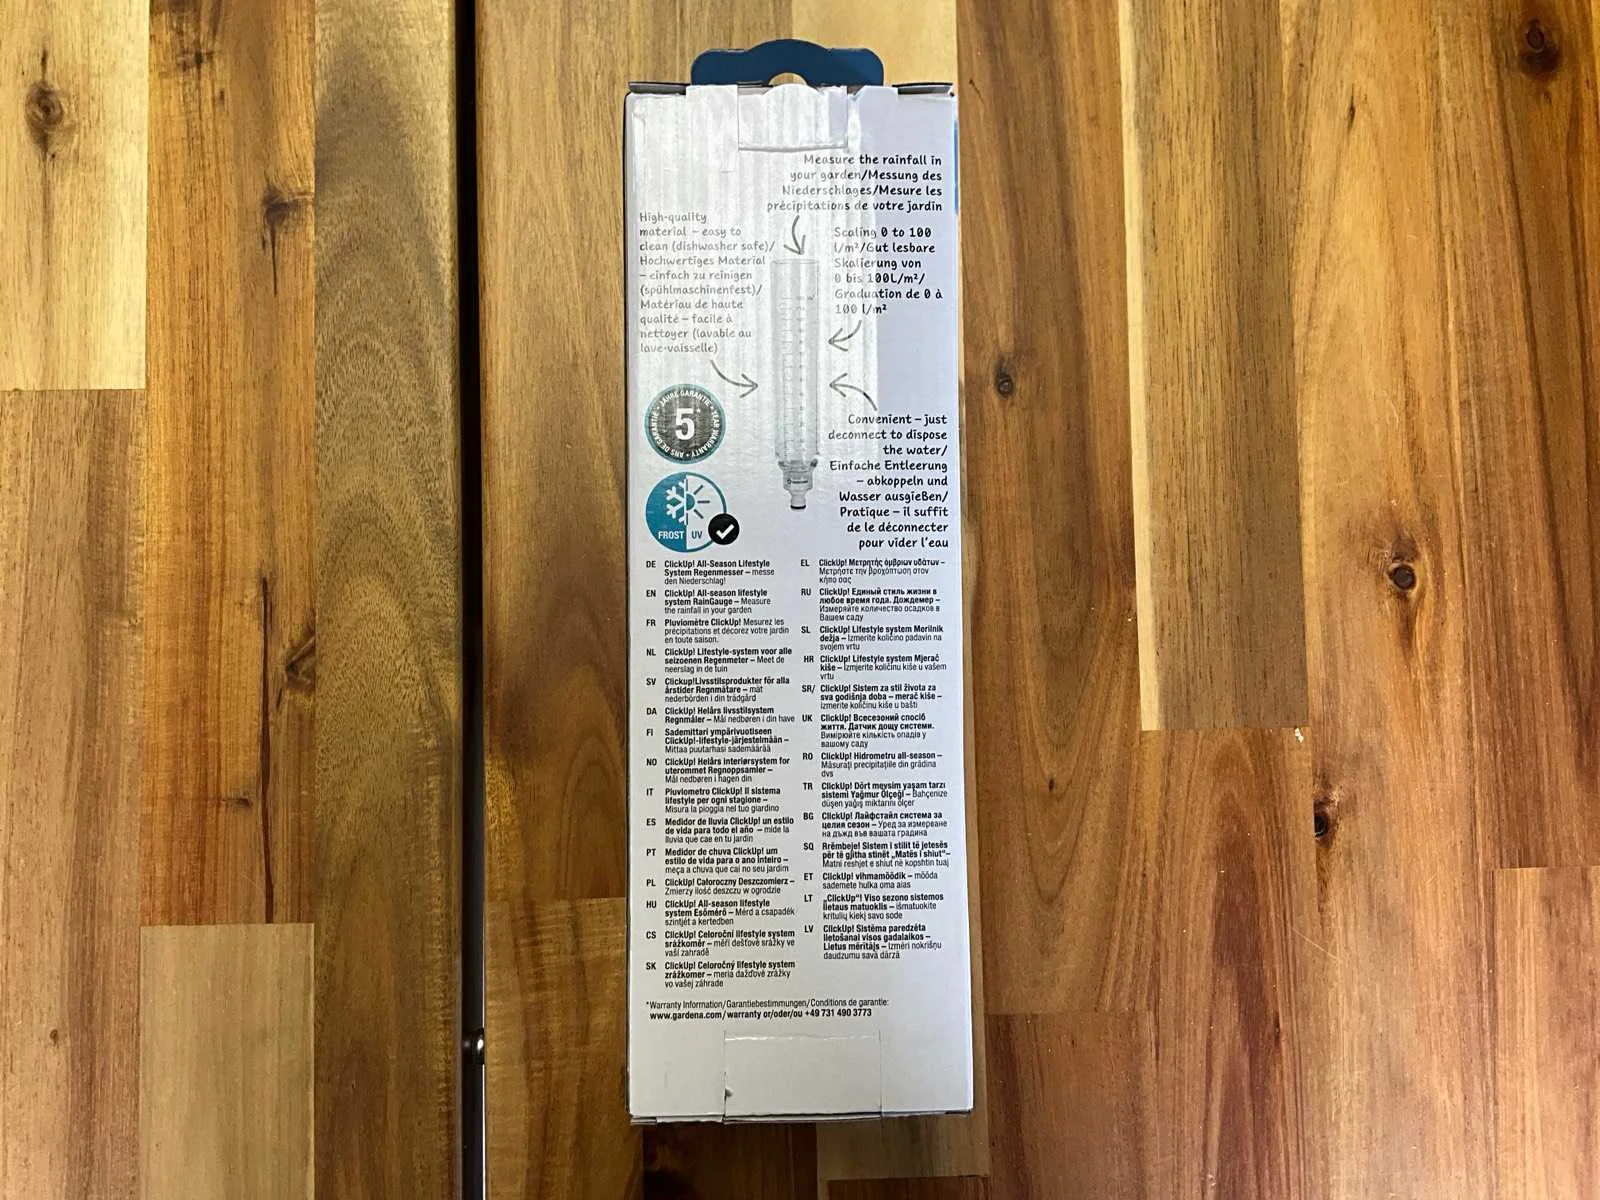 Measure the rainfall in
your garden/Messung des
Niederschlages/Mesure les
précipitations de votre jardin
High-quality
material – easy to
clean (dishwasher safe)/
Hochwertiges Material
– einfach zu reinigen
(spühlmaschinenfest)/
Matériau de haute
qualité – facile à
nettoyer (lavable au
lave-vaisselle)
Scaling 0 to 100
l/m²/Gut lesbare
Skalierung von
0 bis 100L/m²/
Graduation de 0 à
100 l/m²
Convenient – just
deconnect to dispose
the water/
Einfache Entleerung
– abkoppeln und
Wasser ausgießen/
Pratique – il suffit
de le déconnecter
pour vider l'eau
JAHRE GARANTIE • YEAR WARRANTY • ANS DE GARANTIE
5*
FROST UV
DE ClickUp! All-Season Lifestyle
System Regenmesser – messe
den Niederschlag!
EN ClickUp! All-season lifestyle
system RainGauge – Measure
the rainfall in your garden
FR Pluviomètre ClickUp! Mesurez les
précipitations et décorez votre jardin
en toute saison.
NL ClickUp! Lifestyle-system voor alle
seizoenen Regenmeter – Meet de
neerslag in de tuin
SV Clickup!Livsstilsprodukter för alla
årstider Regnmätare – mät
nederbörden i din trädgård
DA ClickUp! Helårs livsstilsystem
Regnmåler – Mål nedbøren i din have
FI Sademittari ympärivuotiseen
ClickUp!-lifestyle-järjestelmään –
Mittaa puutarhasi sademäärää
NO ClickUp! Helårs interiørsystem for
uterommet Regnoppsamler –
Mål nedbøren i hagen din
IT Pluviometro ClickUp! Il sistema
lifestyle per ogni stagione –
Misura la pioggia nel tuo giardino
ES Medidor de lluvia ClickUp! un estilo
de vida para todo el año – mide la
lluvia que cae en tu jardín
PT Medidor de chuva ClickUp! um
estilo de vida para o ano inteiro –
meça a chuva que cai no seu jardim
PL ClickUp! Całoroczny Deszczomierz –
Zmierzy ilość deszczu w ogrodzie
HU ClickUp! All-season lifestyle
system Esőmérő – Mérd a csapadék
szintjét a kertedben
CS ClickUp! Celoroční lifestyle system
srážkoměr – měří dešťové srážky ve
vaší zahradě
SK ClickUp! Celoročný lifestyle system
zrážkomer – meria dažďové zrážky
vo vašej záhrade
EL ClickUp! Μετρητής όμβριων υδάτων –
Μετρήστε την βροχόπτωση στον
κήπο σας
RU ClickUp! Единый стиль жизни в
любое время года. Дождемер –
Измеряйте количество осадков в
Вашем саду
SL ClickUp! Lifestyle system Merilnik
dežja – Izmerite količino padavin na
svojem vrtu
HR ClickUp! Lifestyle system Mjerač
kiše – Izmjerite količinu kiše u vašem
vrtu
SR/ ClickUp! Sistem za stil života za
sva godišnja doba – merač kiše –
izmerite količinu kiše u bašti
UK ClickUp! Всесезоний спосіб
життя. Датчик дощу системи.
Вимірюйте кількість опадів у
вашому саду
RO ClickUp! Hidrometru all-season –
Măsurați precipitațiile din grădina
dvs
TR ClickUp! Dört mevsim yaşam tarzı
sistemi Yağmur Ölçeği – Bahçenize
düşen yağış miktarını ölçer
BG ClickUp! Лайфстайл система за
целия сезон – Уред за измерване
на дъжд във вашата градина
SQ Rrëmbeje! Sistem i stilit të jetesës
për të gjitha stinët „Matës i shiut“–
Matni reshjet e shiut në kopshtin tuaj
ET ClickUp! vihmamõõdik – mõõda
sademete hulka oma aias
LT „ClickUp“! Viso sezono sistemos
lietaus matuoklis – išmatuokite
kritulių kiekį savo sode
LV ClickUp! Sistēma paredzēta
lietošanai visos gadalaikos –
Lietus mērītājs – Izmēri nokrišņu
daudzumu savā dārzā
*Warranty Information/Garantiebestimmungen/Conditions de garantie:
www.gardena.com/warranty or/oder/ou +49 731 490 3773